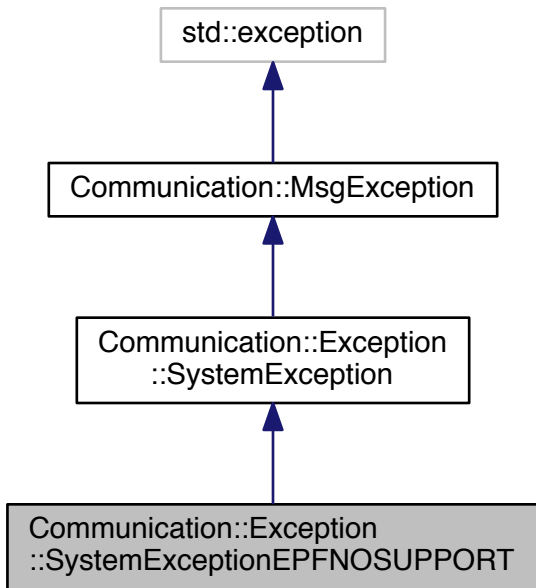 std::exception
Communication::MsgException
Communication::Exception
::SystemException
Communication::Exception
::SystemExceptionEPFNOSUPPORT